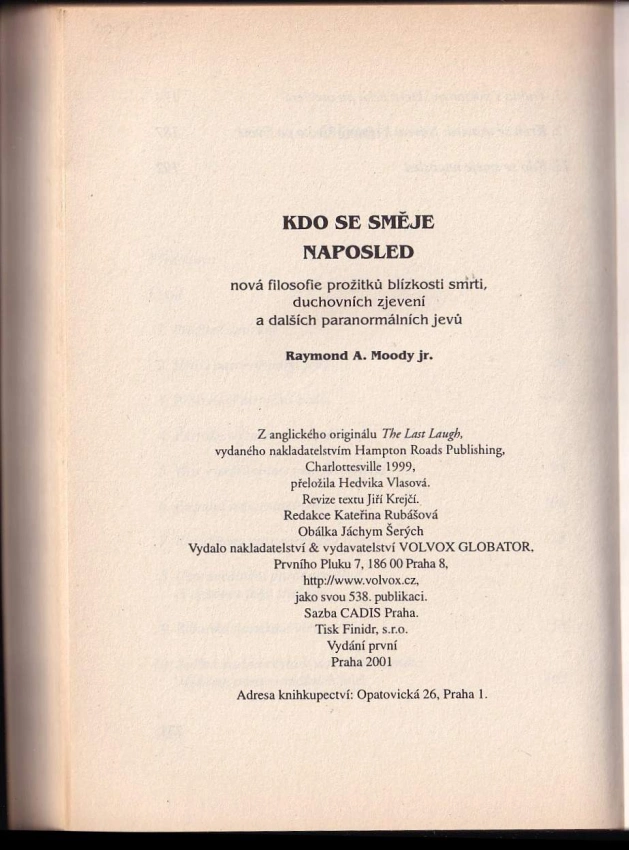 KDO SE SMĚJE
NAPOSLED
nová filosofie prožitků blízkosti smrti,
duchovních zjevení
a dalších paranormálních jevů
Raymond A. Moody jr.
Z anglického originálu The Last Laugh,
vydaného nakladatelstvím Hampton Roads Publishing,
Charlottesville 1999,
přeložila Hedvika Vlasová.
Revize textu Jiří Krejčí.
Redakce Kateřina Rubášová
Obálka Jáchym Šerých
Vydalo nakladatelství & vydavatelství VOLVOX GLOBATOR,
Prvního Pluku 7, 186 00 Praha 8,
http://www.volvox.cz,
jako svou 538. publikaci.
Sazba CADIS Praha.
Tisk Finidr, s.r.o.
Vydání první
Praha 2001
Adresa knihkupectví: Opatovická 26, Praha 1.